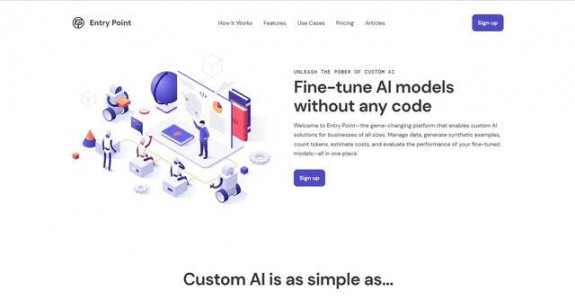 Entry Point
How It Works
Features
Use Cases
Pricing
Articles
Sign up
UNLEASH THE POWER OF CUSTOM AI
Fine-tune AI models
without any code
Welcome to Entry Point—the game-changing platform that enables custom AI
solutions for businesses of all sizes. Manage data, generate synthetic examples,
count tokens, estimate costs, and evaluate the performance of your fine-tuned
models—all in one place.
Sign up
Custom AI is as simple as...